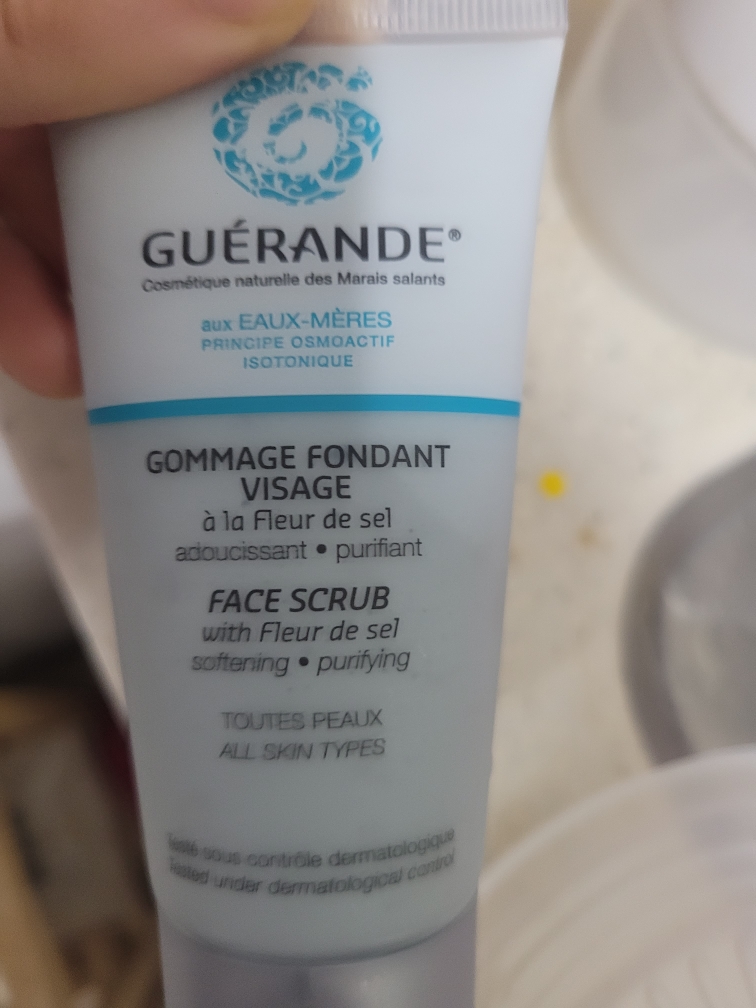 GUÉRANDE®
Cosmétique naturelle des Marais salants
aux EAUX-MÈRES
PRINCIPE OSMOACTIF
ISOTONIQUE
GOMMAGE FONDANT
VISAGE
à la Fleur de sel
adoucissant • purifiant
FACE SCRUB
with Fleur de sel
softening • purifying
TOUTES PEAUX
ALL SKIN TYPES
Testé sous contrôle dermatologique
Tested under dermatological control